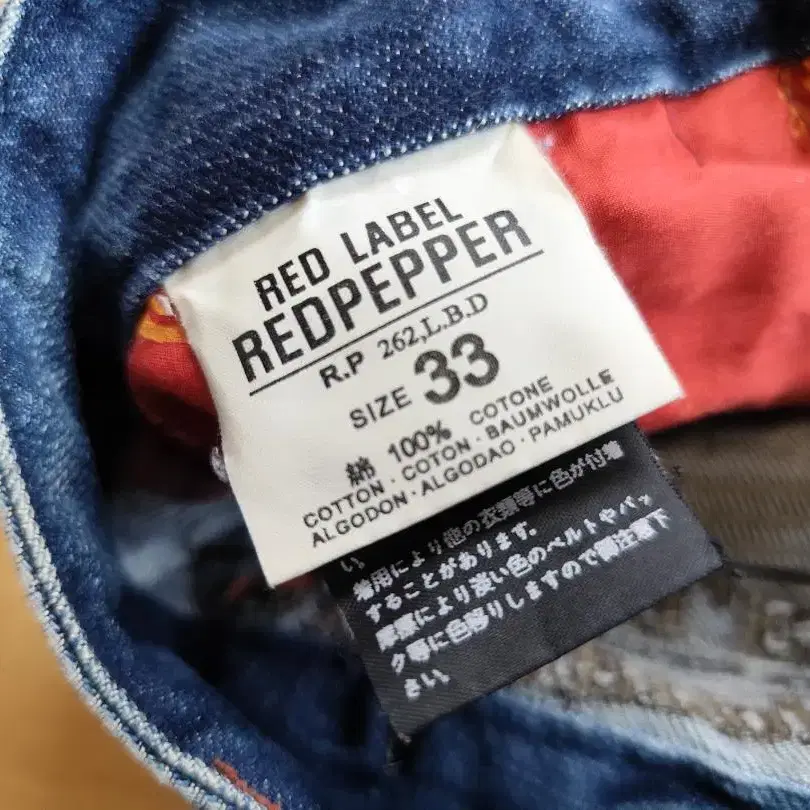 RED LABEL
REDPEPPER
R.P 262,L.B.D
SIZE 33
綿 100% COTONE
COTTON · COTON · BAUMWOLLE
ALGODON · ALGODAO · PAMUKLU
い。
着用により他の衣類等に色が付着
することがあります。
摩擦により淡い色のベルトやバッ
ク等に色移りしますので御注意下
さい。